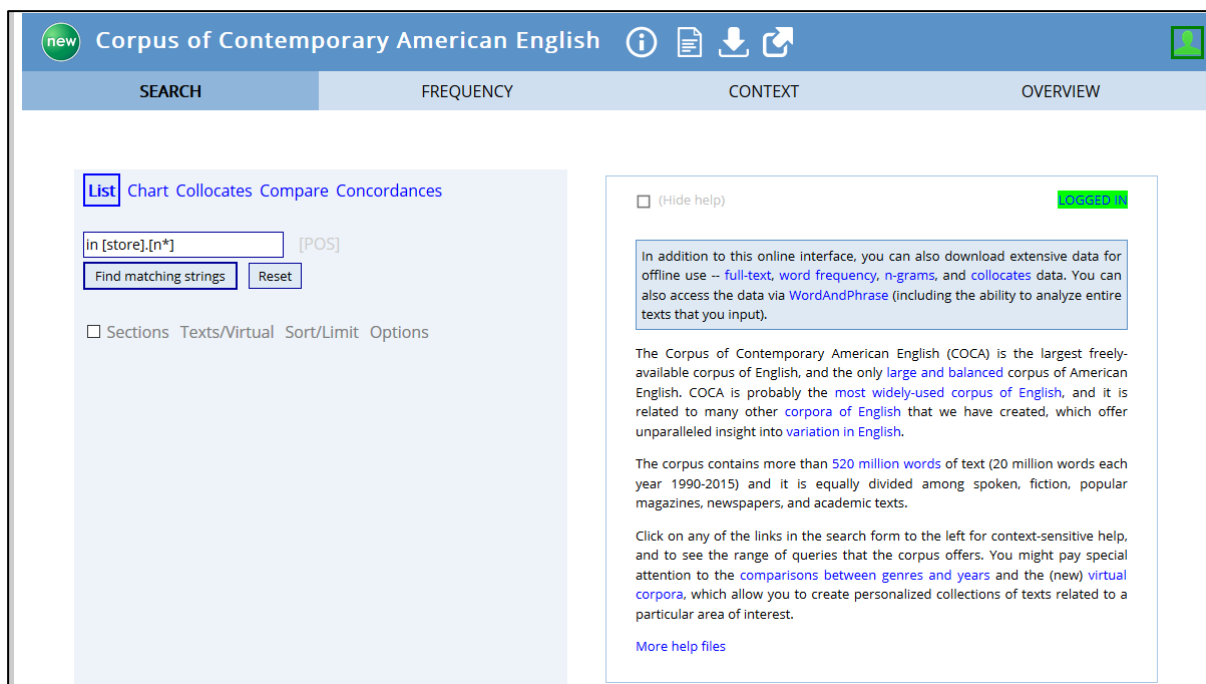 new Corpus of Contemporary American English
SEARCH FREQUENCY CONTEXT OVERVIEW
List Chart Collocates Compare Concordances
in [store].[n*] [POS]
Find matching strings Reset
Sections Texts/Virtual Sort/Limit Options
(Hide help) LOGGED IN
In addition to this online interface, you can also download extensive data for
offline use -- full-text, word frequency, n-grams, and collocates data. You can
also access the data via WordAndPhrase (including the ability to analyze entire
texts that you input).
The Corpus of Contemporary American English (COCA) is the largest freely-
available corpus of English, and the only large and balanced corpus of American
English. COCA is probably the most widely-used corpus of English, and it is
related to many other corpora of English that we have created, which offer
unparalleled insight into variation in English.
The corpus contains more than 520 million words of text (20 million words each
year 1990-2015) and it is equally divided among spoken, fiction, popular
magazines, newspapers, and academic texts.
Click on any of the links in the search form to the left for context-sensitive help,
and to see the range of queries that the corpus offers. You might pay special
attention to the comparisons between genres and years and the (new) virtual
corpora, which allow you to create personalized collections of texts related to a
particular area of interest.
More help files